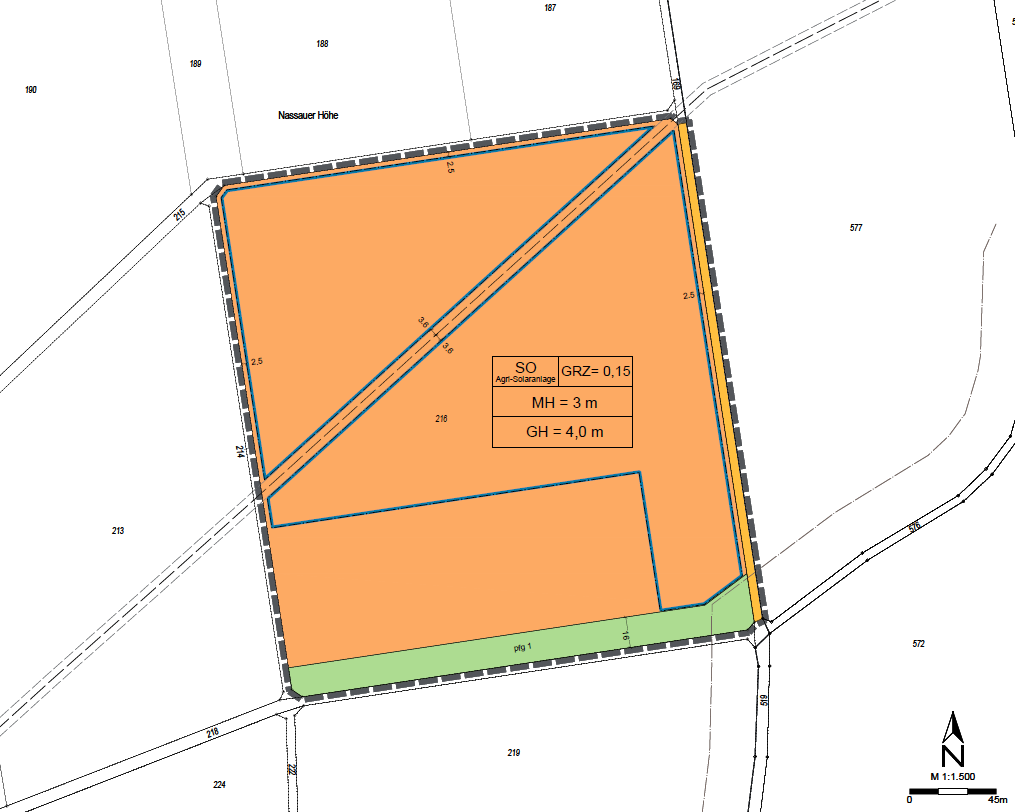 187
188
189
190
169
Nassauer Höhe
2.5
215
577
2.5
3.6
3.6
2.5
SO
Agri-Solaranlage
GRZ= 0,15
MH = 3 m
GH = 4,0 m
216
214
213
576
16
pfg 1
572
519
218
219
222
224
N
M 1:1.500
0
45m